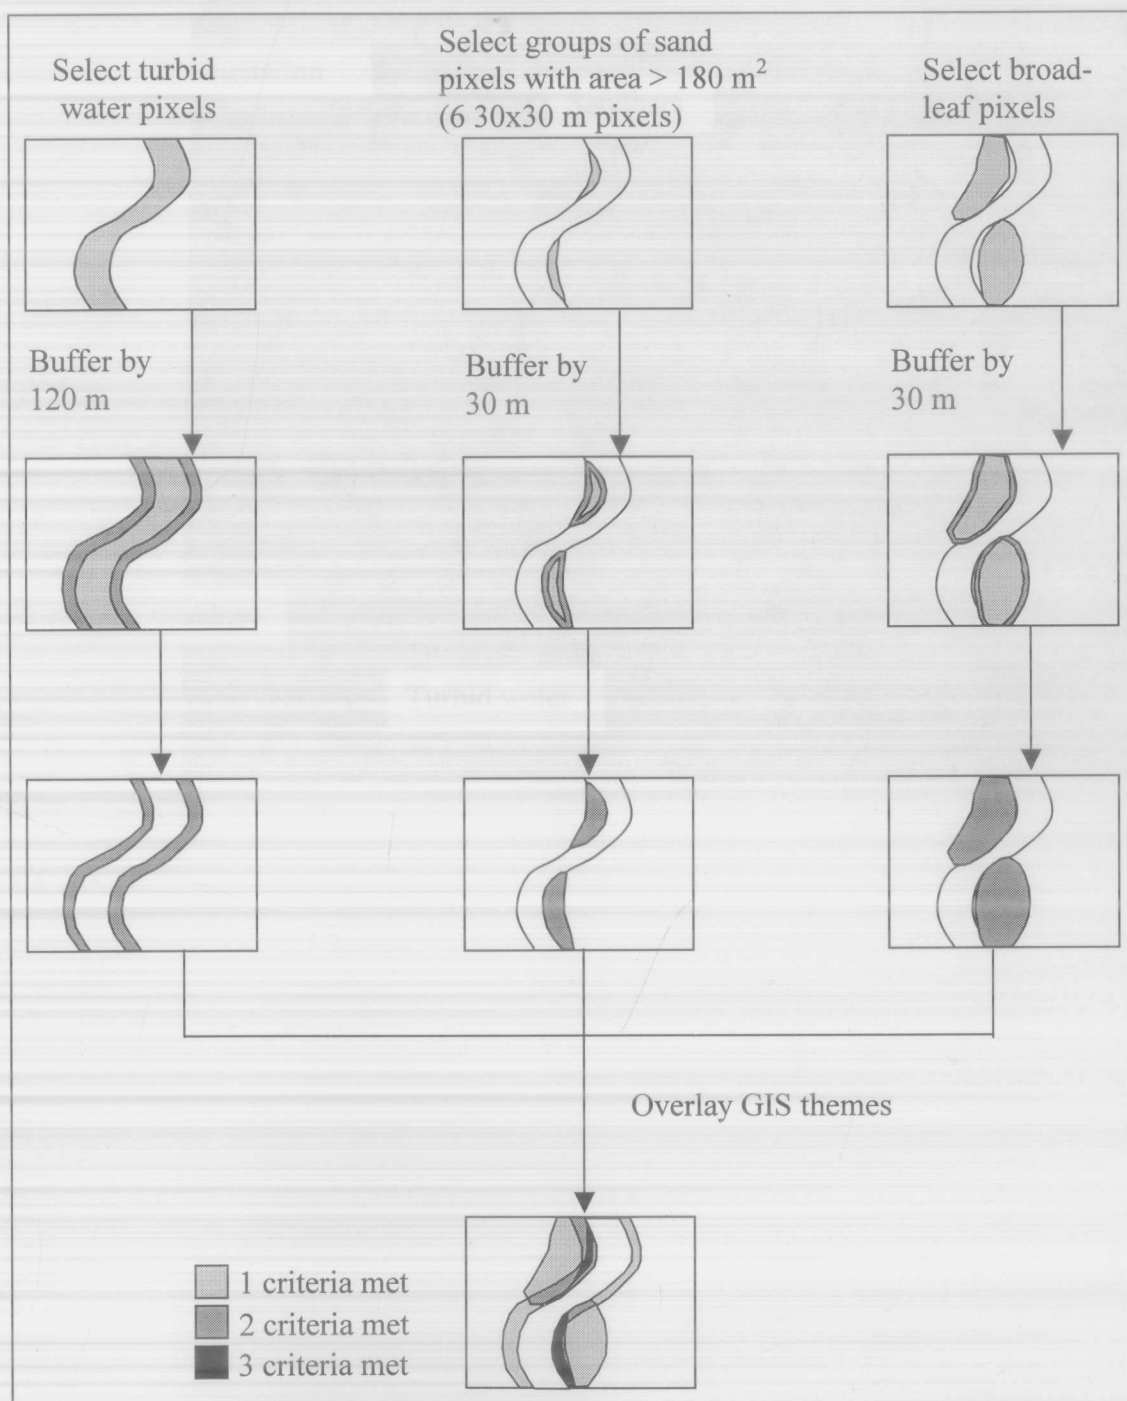 Select turbid
water pixels
Select groups of sand
pixels with area > 180 m²
(6 30x30 m pixels)
Select broad-
leaf pixels
Buffer by
120 m
Buffer by
30 m
Buffer by
30 m
Turbid water
Overlay GIS themes
1 criteria met
2 criteria met
3 criteria met